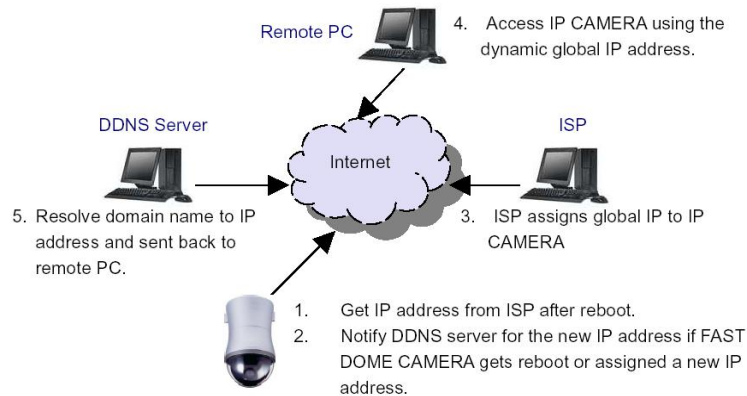 Remote PC
4. Access IP CAMERA using the
dynamic global IP address.
DDNS Server
ISP
Internet
5. Resolve domain name to IP
address and sent back to
remote PC.
3. ISP assigns global IP to IP
CAMERA
1. Get IP address from ISP after reboot.
2. Notify DDNS server for the new IP address if FAST
DOME CAMERA gets reboot or assigned a new IP
address.